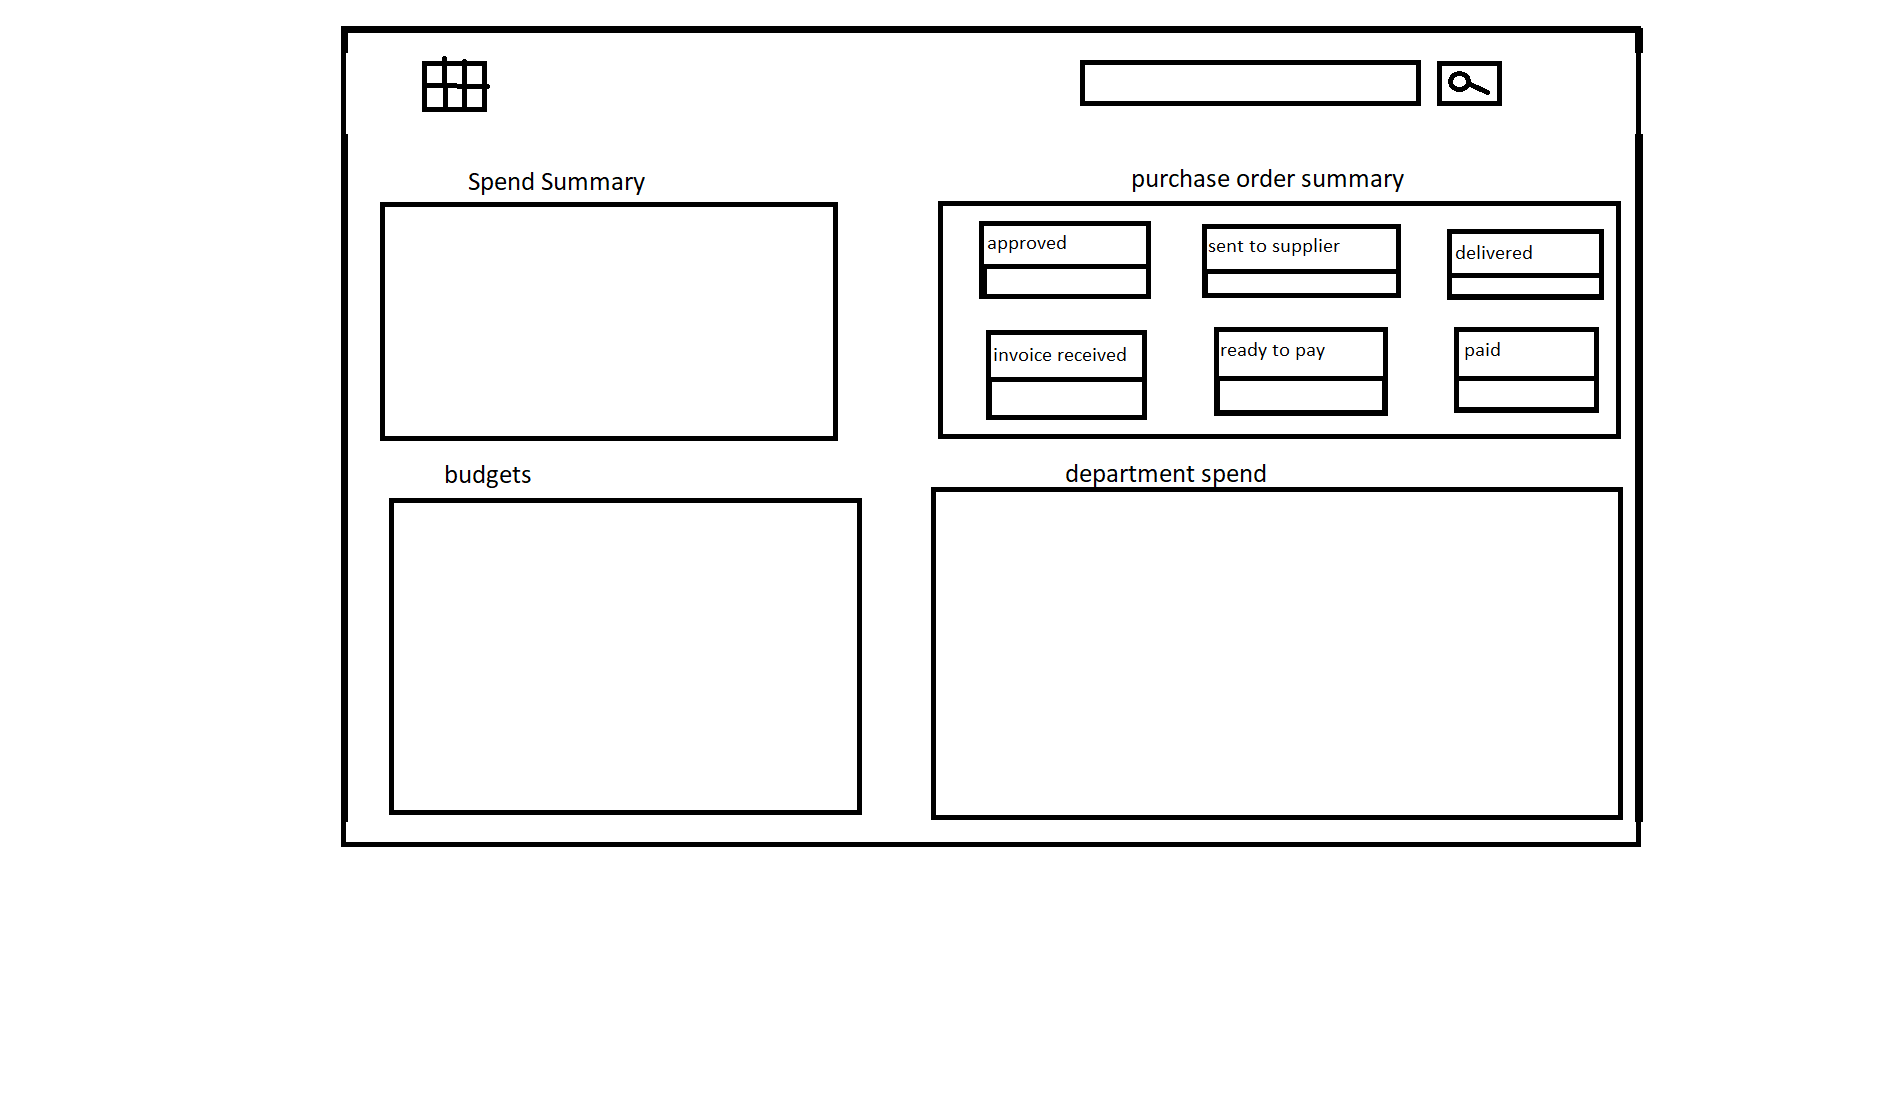 Spend Summary
purchase order summary
approved
sent to supplier
delivered
invoice received
ready to pay
paid
budgets
department spend